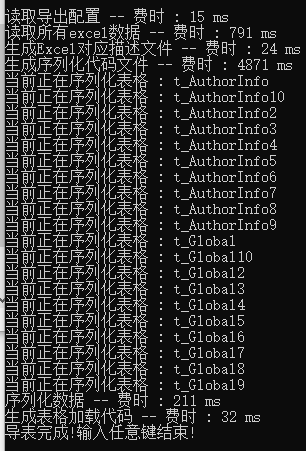 读取导出配置 -- 费时 : 15 ms
读取所有excel数据 -- 费时 : 791 ms
生成Excel对应描述文件 -- 费时 : 24 ms
生成序列化代码文件 -- 费时 : 4871 ms
当前正在序列化表格 : t_AuthorInfo
当前正在序列化表格 : t_AuthorInfo10
当前正在序列化表格 : t_AuthorInfo2
当前正在序列化表格 : t_AuthorInfo3
当前正在序列化表格 : t_AuthorInfo4
当前正在序列化表格 : t_AuthorInfo5
当前正在序列化表格 : t_AuthorInfo6
当前正在序列化表格 : t_AuthorInfo7
当前正在序列化表格 : t_AuthorInfo8
当前正在序列化表格 : t_AuthorInfo9
当前正在序列化表格 : t_Global
当前正在序列化表格 : t_Global10
当前正在序列化表格 : t_Global2
当前正在序列化表格 : t_Global3
当前正在序列化表格 : t_Global4
当前正在序列化表格 : t_Global5
当前正在序列化表格 : t_Global6
当前正在序列化表格 : t_Global7
当前正在序列化表格 : t_Global8
当前正在序列化表格 : t_Global9
序列化数据 -- 费时 : 211 ms
生成表格加载代码 -- 费时 : 32 ms
导表完成!输入任意键结束!